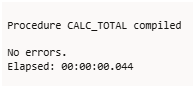 Procedure CALC_TOTAL compiled
No errors.
Elapsed: 00:00:00.044